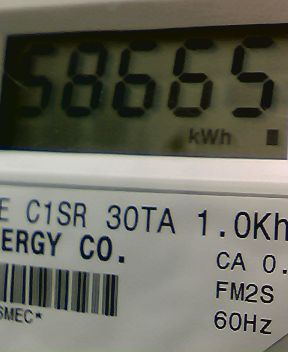 58665
kWh
E C1SR 30TA 1.0Kh
ERGY CO.
CA 0.
FM2S
SMEC*
60Hz